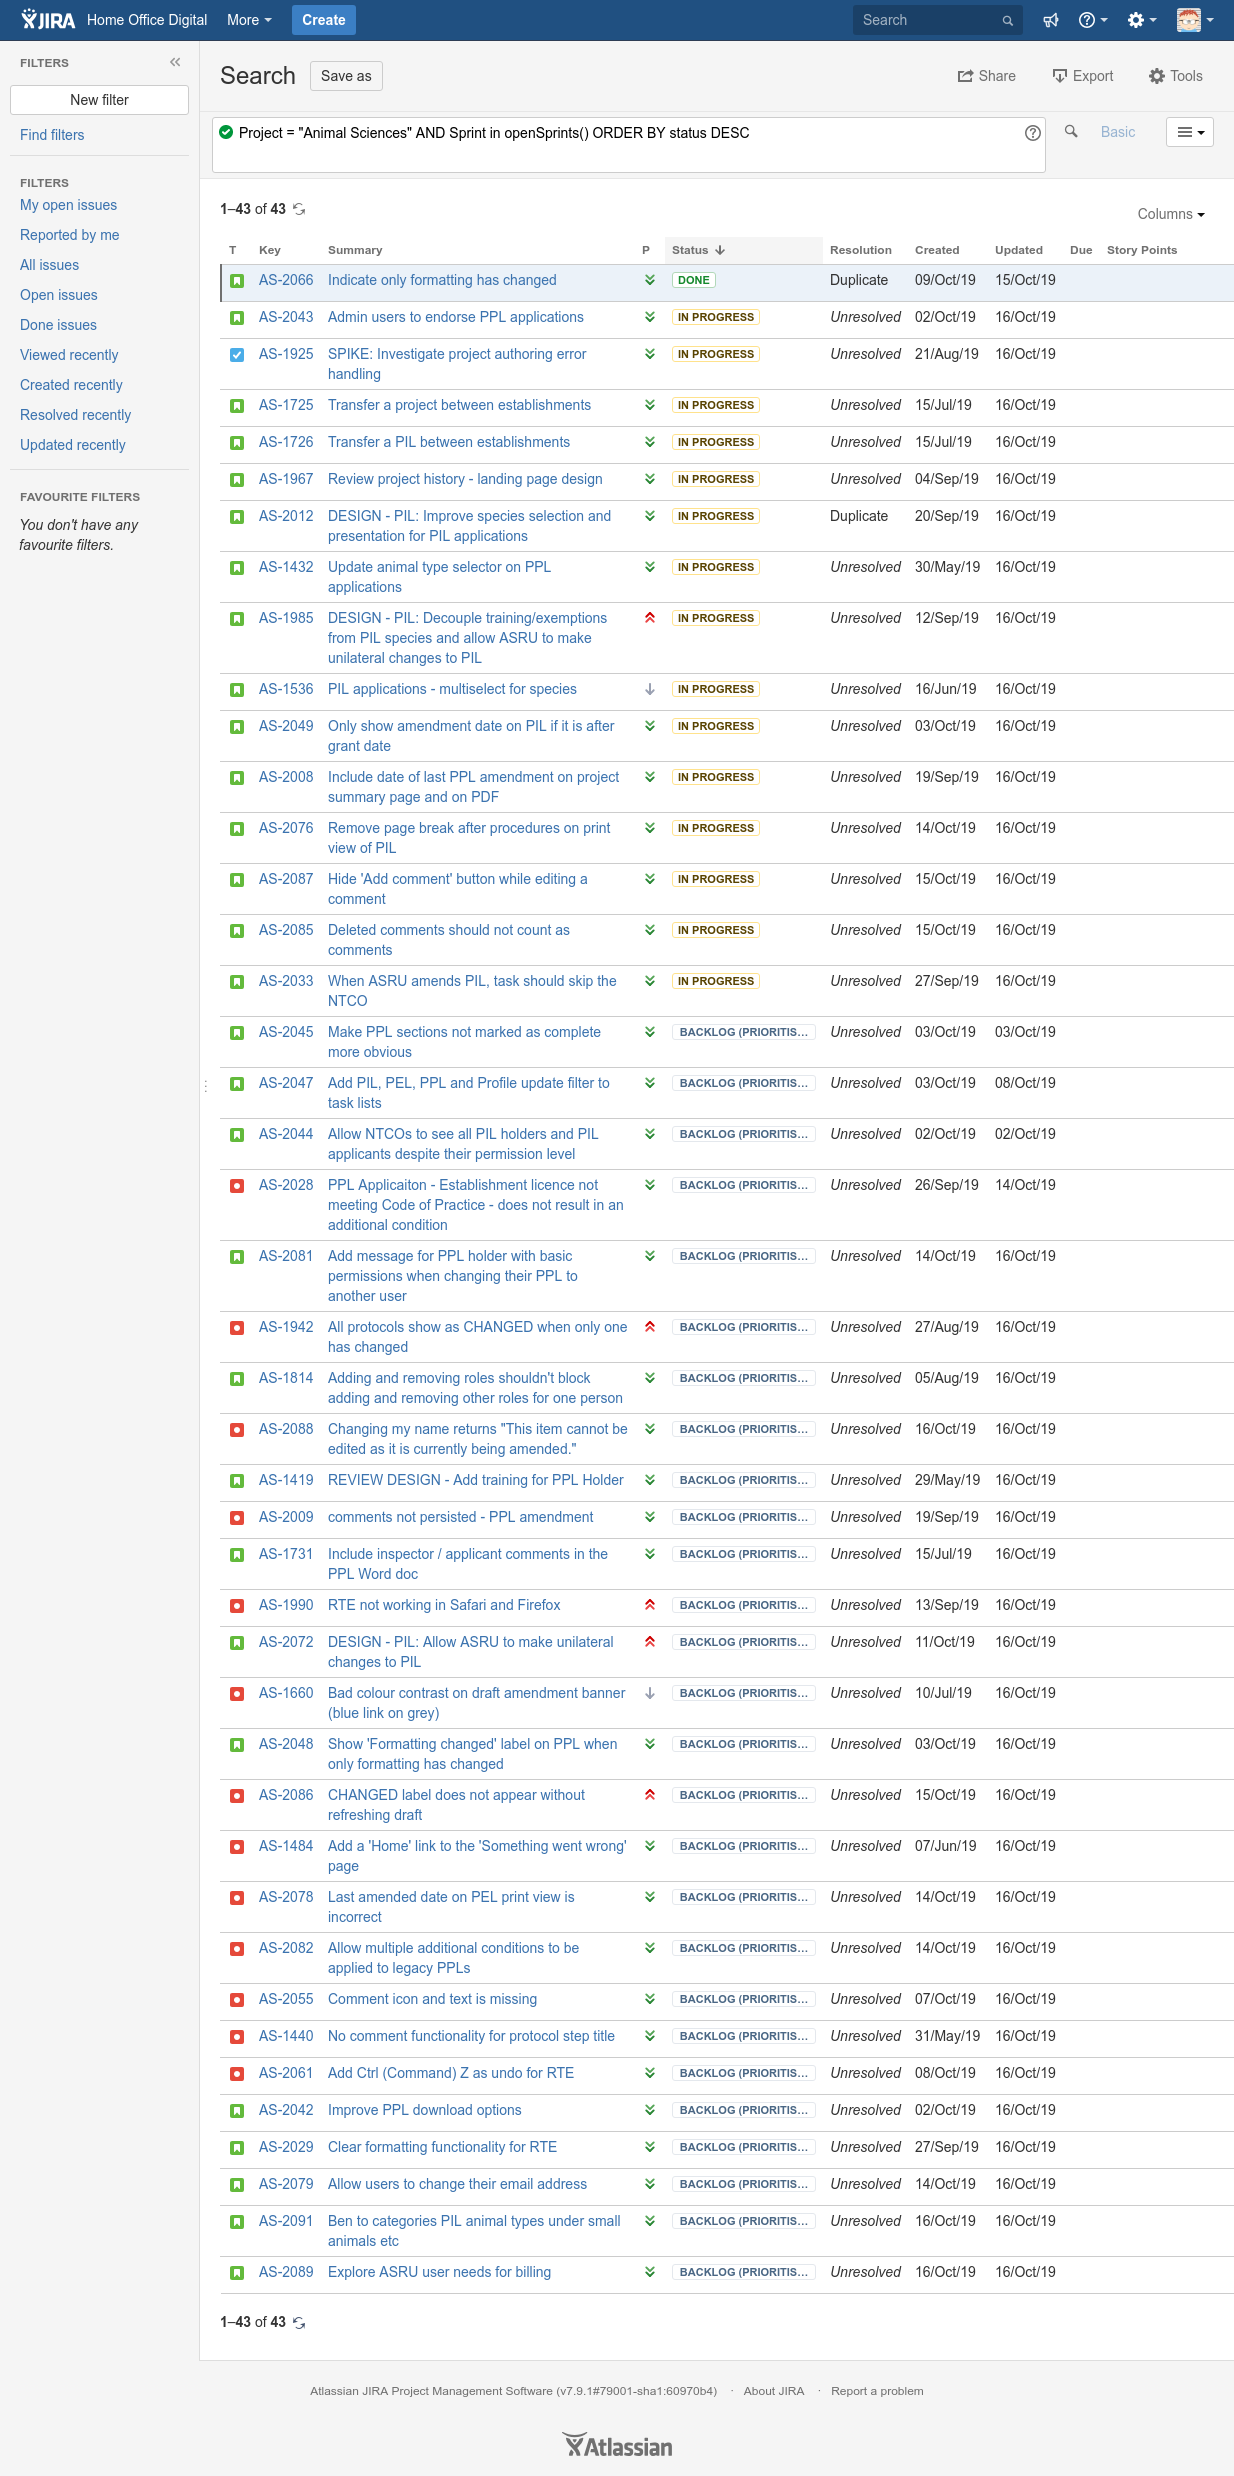 JIRA Home Office Digital More Create Search
FILTERS
New filter
Find filters
FILTERS
My open issues
Reported by me
All issues
Open issues
Done issues
Viewed recently
Created recently
Resolved recently
Updated recently
FAVOURITE FILTERS
You don't have any
favourite filters.
Search Save as Share Export Tools
Project = "Animal Sciences" AND Sprint in openSprints() ORDER BY status DESC Basic
1–43 of 43
Columns
T Key Summary P Status Resolution Created Updated Due Story Points
AS-2066 Indicate only formatting has changed DONE Duplicate 09/Oct/19 15/Oct/19
AS-2043 Admin users to endorse PPL applications IN PROGRESS Unresolved 02/Oct/19 16/Oct/19
AS-1925 SPIKE: Investigate project authoring error IN PROGRESS Unresolved 21/Aug/19 16/Oct/19
handling
AS-1725 Transfer a project between establishments IN PROGRESS Unresolved 15/Jul/19 16/Oct/19
AS-1726 Transfer a PIL between establishments IN PROGRESS Unresolved 15/Jul/19 16/Oct/19
AS-1967 Review project history - landing page design IN PROGRESS Unresolved 04/Sep/19 16/Oct/19
AS-2012 DESIGN - PIL: Improve species selection and IN PROGRESS Duplicate 20/Sep/19 16/Oct/19
presentation for PIL applications
AS-1432 Update animal type selector on PPL IN PROGRESS Unresolved 30/May/19 16/Oct/19
applications
AS-1985 DESIGN - PIL: Decouple training/exemptions IN PROGRESS Unresolved 12/Sep/19 16/Oct/19
from PIL species and allow ASRU to make
unilateral changes to PIL
AS-1536 PIL applications - multiselect for species IN PROGRESS Unresolved 16/Jun/19 16/Oct/19
AS-2049 Only show amendment date on PIL if it is after IN PROGRESS Unresolved 03/Oct/19 16/Oct/19
grant date
AS-2008 Include date of last PPL amendment on project IN PROGRESS Unresolved 19/Sep/19 16/Oct/19
summary page and on PDF
AS-2076 Remove page break after procedures on print IN PROGRESS Unresolved 14/Oct/19 16/Oct/19
view of PIL
AS-2087 Hide 'Add comment' button while editing a IN PROGRESS Unresolved 15/Oct/19 16/Oct/19
comment
AS-2085 Deleted comments should not count as IN PROGRESS Unresolved 15/Oct/19 16/Oct/19
comments
AS-2033 When ASRU amends PIL, task should skip the IN PROGRESS Unresolved 27/Sep/19 16/Oct/19
NTCO
AS-2045 Make PPL sections not marked as complete BACKLOG (PRIORITIS... Unresolved 03/Oct/19 03/Oct/19
more obvious
AS-2047 Add PIL, PEL, PPL and Profile update filter to BACKLOG (PRIORITIS... Unresolved 03/Oct/19 08/Oct/19
task lists
AS-2044 Allow NTCOs to see all PIL holders and PIL BACKLOG (PRIORITIS... Unresolved 02/Oct/19 02/Oct/19
applicants despite their permission level
AS-2028 PPL Applicaiton - Establishment licence not BACKLOG (PRIORITIS... Unresolved 26/Sep/19 14/Oct/19
meeting Code of Practice - does not result in an
additional condition
AS-2081 Add message for PPL holder with basic BACKLOG (PRIORITIS... Unresolved 14/Oct/19 16/Oct/19
permissions when changing their PPL to
another user
AS-1942 All protocols show as CHANGED when only one BACKLOG (PRIORITIS... Unresolved 27/Aug/19 16/Oct/19
has changed
AS-1814 Adding and removing roles shouldn't block BACKLOG (PRIORITIS... Unresolved 05/Aug/19 16/Oct/19
adding and removing other roles for one person
AS-2088 Changing my name returns "This item cannot be BACKLOG (PRIORITIS... Unresolved 16/Oct/19 16/Oct/19
edited as it is currently being amended."
AS-1419 REVIEW DESIGN - Add training for PPL Holder BACKLOG (PRIORITIS... Unresolved 29/May/19 16/Oct/19
AS-2009 comments not persisted - PPL amendment BACKLOG (PRIORITIS... Unresolved 19/Sep/19 16/Oct/19
AS-1731 Include inspector / applicant comments in the BACKLOG (PRIORITIS... Unresolved 15/Jul/19 16/Oct/19
PPL Word doc
AS-1990 RTE not working in Safari and Firefox BACKLOG (PRIORITIS... Unresolved 13/Sep/19 16/Oct/19
AS-2072 DESIGN - PIL: Allow ASRU to make unilateral BACKLOG (PRIORITIS... Unresolved 11/Oct/19 16/Oct/19
changes to PIL
AS-1660 Bad colour contrast on draft amendment banner BACKLOG (PRIORITIS... Unresolved 10/Jul/19 16/Oct/19
(blue link on grey)
AS-2048 Show 'Formatting changed' label on PPL when BACKLOG (PRIORITIS... Unresolved 03/Oct/19 16/Oct/19
only formatting has changed
AS-2086 CHANGED label does not appear without BACKLOG (PRIORITIS... Unresolved 15/Oct/19 16/Oct/19
refreshing draft
AS-1484 Add a 'Home' link to the 'Something went wrong' BACKLOG (PRIORITIS... Unresolved 07/Jun/19 16/Oct/19
page
AS-2078 Last amended date on PEL print view is BACKLOG (PRIORITIS... Unresolved 14/Oct/19 16/Oct/19
incorrect
AS-2082 Allow multiple additional conditions to be BACKLOG (PRIORITIS... Unresolved 14/Oct/19 16/Oct/19
applied to legacy PPLs
AS-2055 Comment icon and text is missing BACKLOG (PRIORITIS... Unresolved 07/Oct/19 16/Oct/19
AS-1440 No comment functionality for protocol step title BACKLOG (PRIORITIS... Unresolved 31/May/19 16/Oct/19
AS-2061 Add Ctrl (Command) Z as undo for RTE BACKLOG (PRIORITIS... Unresolved 08/Oct/19 16/Oct/19
AS-2042 Improve PPL download options BACKLOG (PRIORITIS... Unresolved 02/Oct/19 16/Oct/19
AS-2029 Clear formatting functionality for RTE BACKLOG (PRIORITIS... Unresolved 27/Sep/19 16/Oct/19
AS-2079 Allow users to change their email address BACKLOG (PRIORITIS... Unresolved 14/Oct/19 16/Oct/19
AS-2091 Ben to categories PIL animal types under small BACKLOG (PRIORITIS... Unresolved 16/Oct/19 16/Oct/19
animals etc
AS-2089 Explore ASRU user needs for billing BACKLOG (PRIORITIS... Unresolved 16/Oct/19 16/Oct/19
1–43 of 43
Atlassian JIRA Project Management Software (v7.9.1#79001-sha1:60970b4) · About JIRA · Report a problem
Atlassian